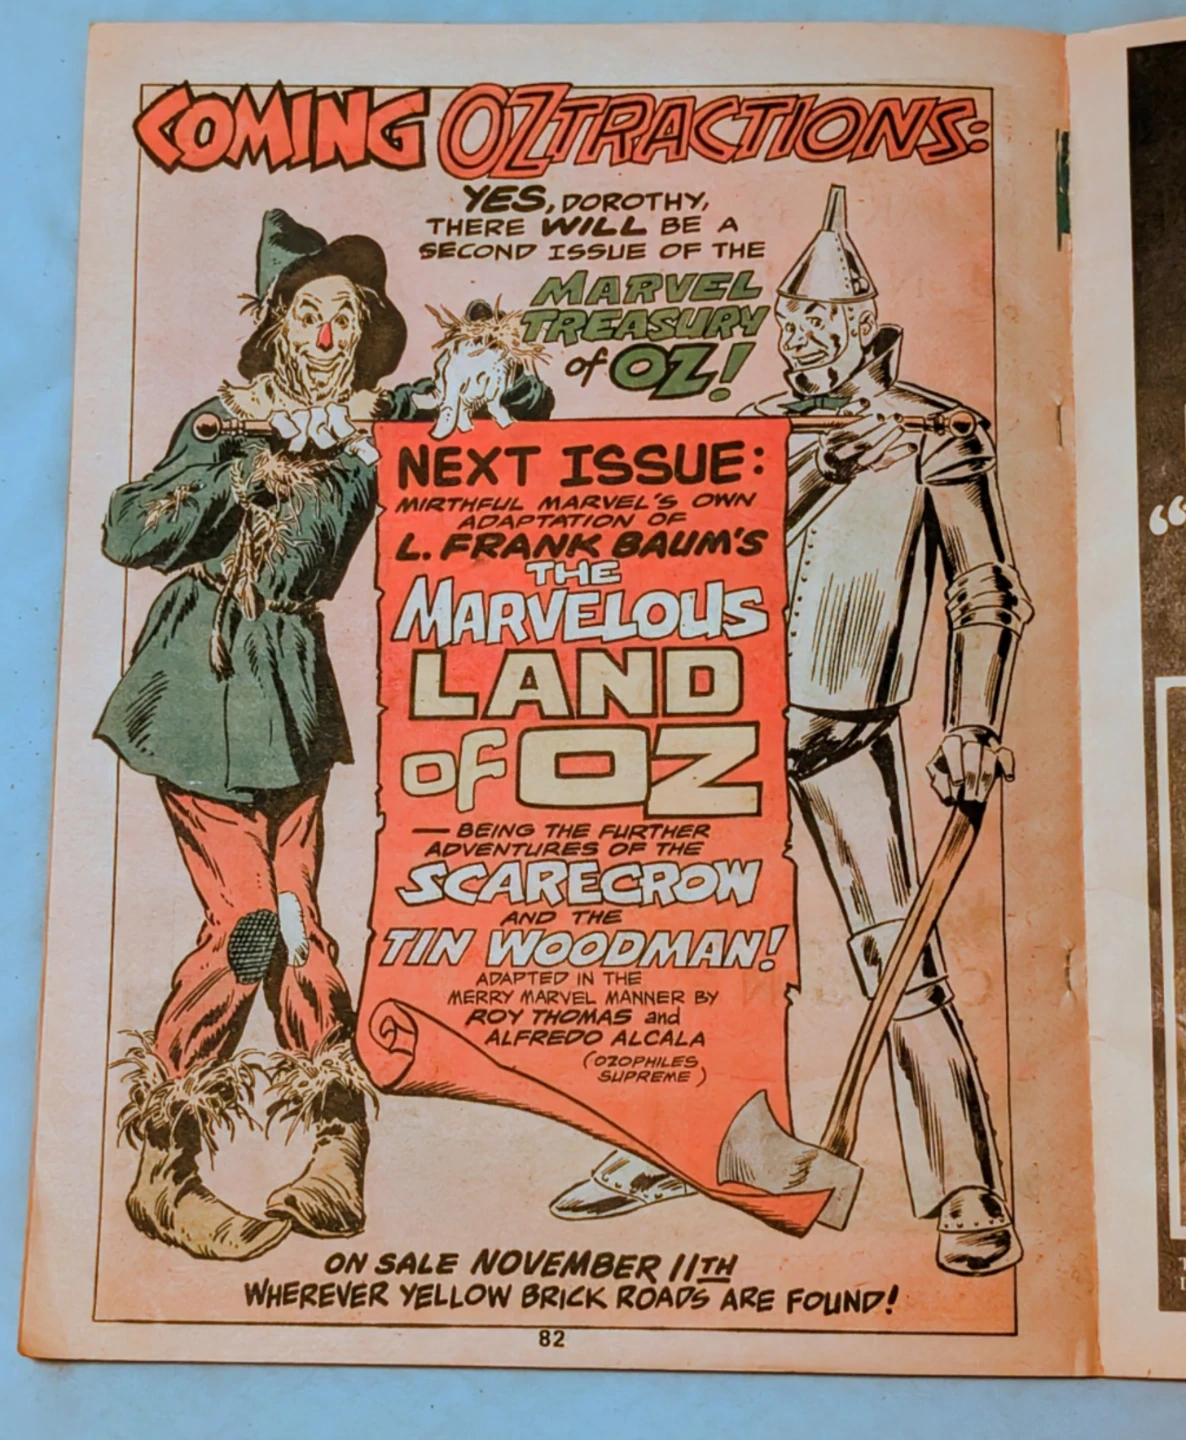 COMING OZTRACTIONS:
YES, DOROTHY,
THERE WILL BE A
SECOND ISSUE OF THE
MARVEL
TREASURY
of OZ!
NEXT ISSUE:
MIRTHFUL MARVEL'S OWN
ADAPTATION OF
L. FRANK BAUM'S
THE
MARVELOUS
LAND
OF OZ
— BEING THE FURTHER
ADVENTURES OF THE
SCARECROW
AND THE
TIN WOODMAN!
ADAPTED IN THE
MERRY MARVEL MANNER BY
ROY THOMAS and
ALFREDO ALCALA
(OZOPHILES
SUPREME)
ON SALE NOVEMBER 11TH
WHEREVER YELLOW BRICK ROADS ARE FOUND!
82
“